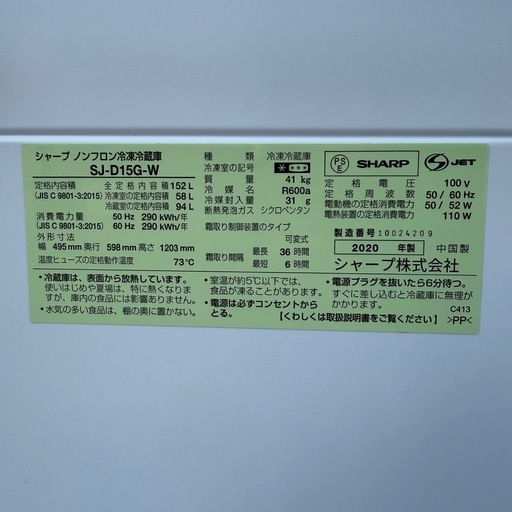 シャープ ノンフロン冷凍冷蔵庫
SJ-D15G-W
定格内容積 全定格内容積 152 L
(JIS C 9801-3:2015) 冷凍室の定格内容積 58 L
冷蔵室の定格内容積 94 L
消費電力量 50 Hz 290 kWh/年
(JIS C 9801-3:2015) 60 Hz 290 kWh/年
外形寸法
幅 495 mm 奥行 598 mm 高さ 1203 mm
温度ヒューズの定格動作温度 73℃
種類 冷凍冷蔵庫
冷凍室の記号
質量 41 kg
冷媒 R600a
冷媒封入量 31 g
断熱発泡ガス シクロペンタン
霜取り制御装置のタイプ
可変式
霜取り間隔 最長 36 時間
最短 6 時間
PS
E
SHARP
S JET
定格電圧 100 V
定格周波数 50 / 60 Hz
電動機の定格消費電力 50 / 52 W
電熱装置の定格消費電力 110 W
製造番号 10024209
2020 年製 中国製
シャープ株式会社
・冷蔵庫は、表面から放熱しています。
使いはじめや夏場は、特に熱くなりま
すが、庫内の食品には影響ありません。
・水気の多い食品は、棚の奥に置かない。
・室温が約5℃以下では、
食品が凍ることがあります。
・電源は必ずコンセントから
とる。
・電源プラグを抜いたら6分待つ。
すぐに差し込むと冷蔵庫に無理が
かかります。 C413
【くわしくは取扱説明書をご覧ください】 >PP<